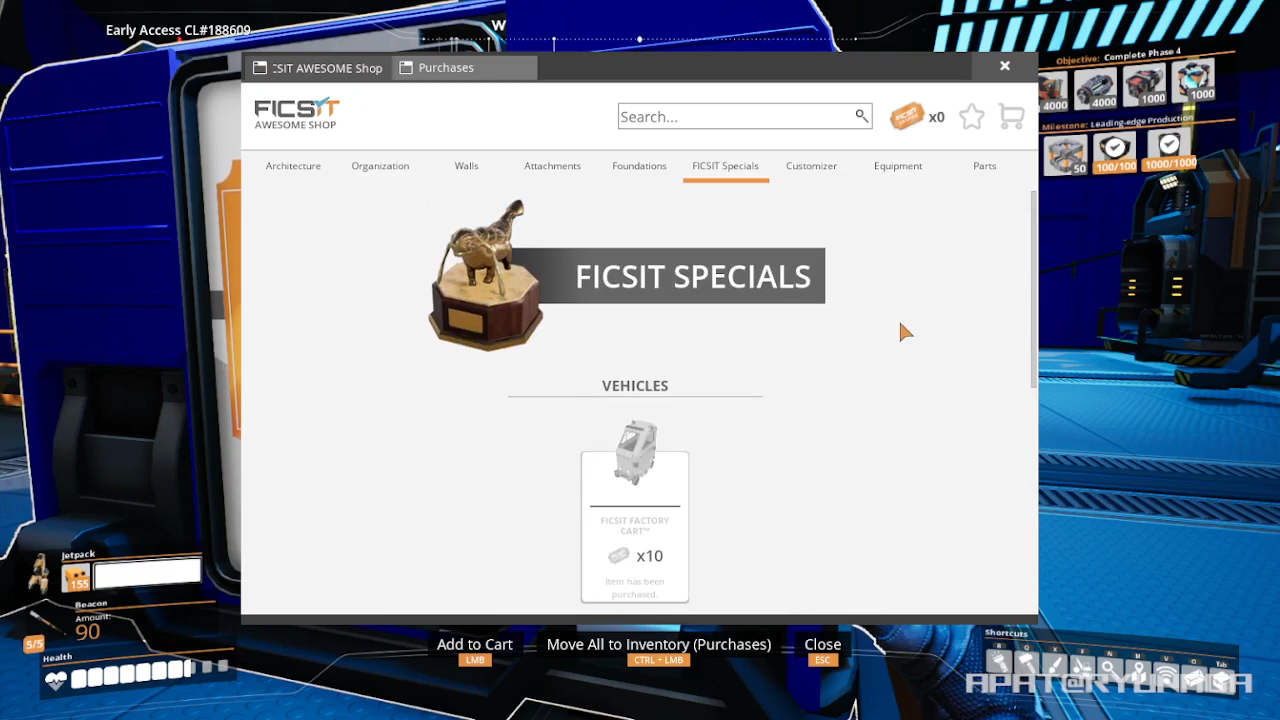 Early Access CL#188609
W
Objective: Complete Phase 4
4000
4000
1000
1000
Milestone: Leading-edge Production
50
100/100
1000/1000
:SIT AWESOME Shop
Purchases
FICSIT
AWESOME SHOP
Search...
x0
Architecture
Organization
Walls
Attachments
Foundations
FICSIT Specials
Customizer
Equipment
Parts
FICSIT SPECIALS
VEHICLES
FICSIT FACTORY
CART™
x10
Item has been
purchased.
Jetpack
155
Beacon
Amount:
90
5/5
Health
Add to Cart
LMB
Move All to Inventory (Purchases)
CTRL + LMB
Close
ESC
Shortcuts
Tab
APATORYUNAGA